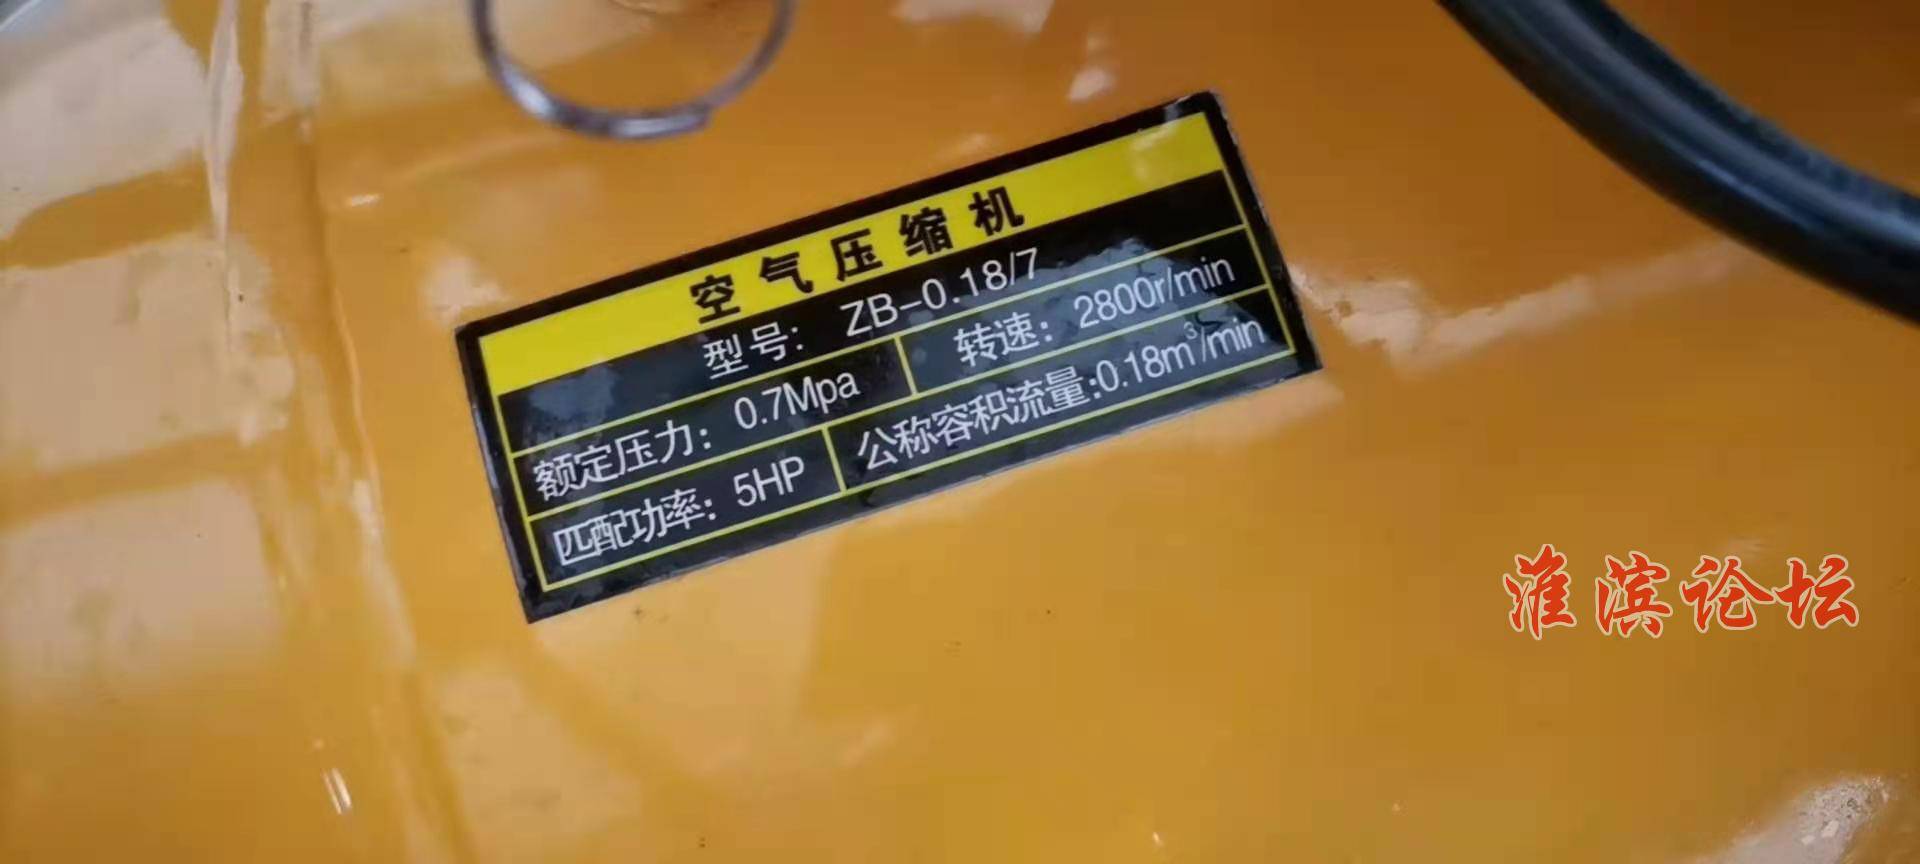 空气压缩机
型号: ZB-0.18/7
额定压力: 0.7Mpa 转速: 2800r/min
匹配功率: 5HP 公称容积流量:0.18m³/min
淮滨论坛